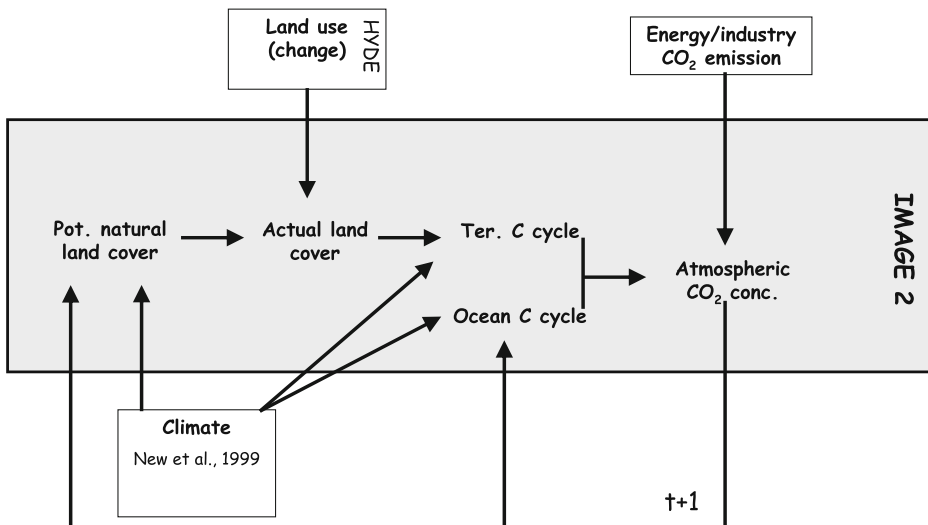 Land use
(change)
HYDE
Energy/industry
CO₂ emission
Pot. natural
land cover
Actual land
cover
Ter. C cycle
Ocean C cycle
Atmospheric
CO₂ conc.
IMAGE 2
Climate
New et al., 1999
t+1